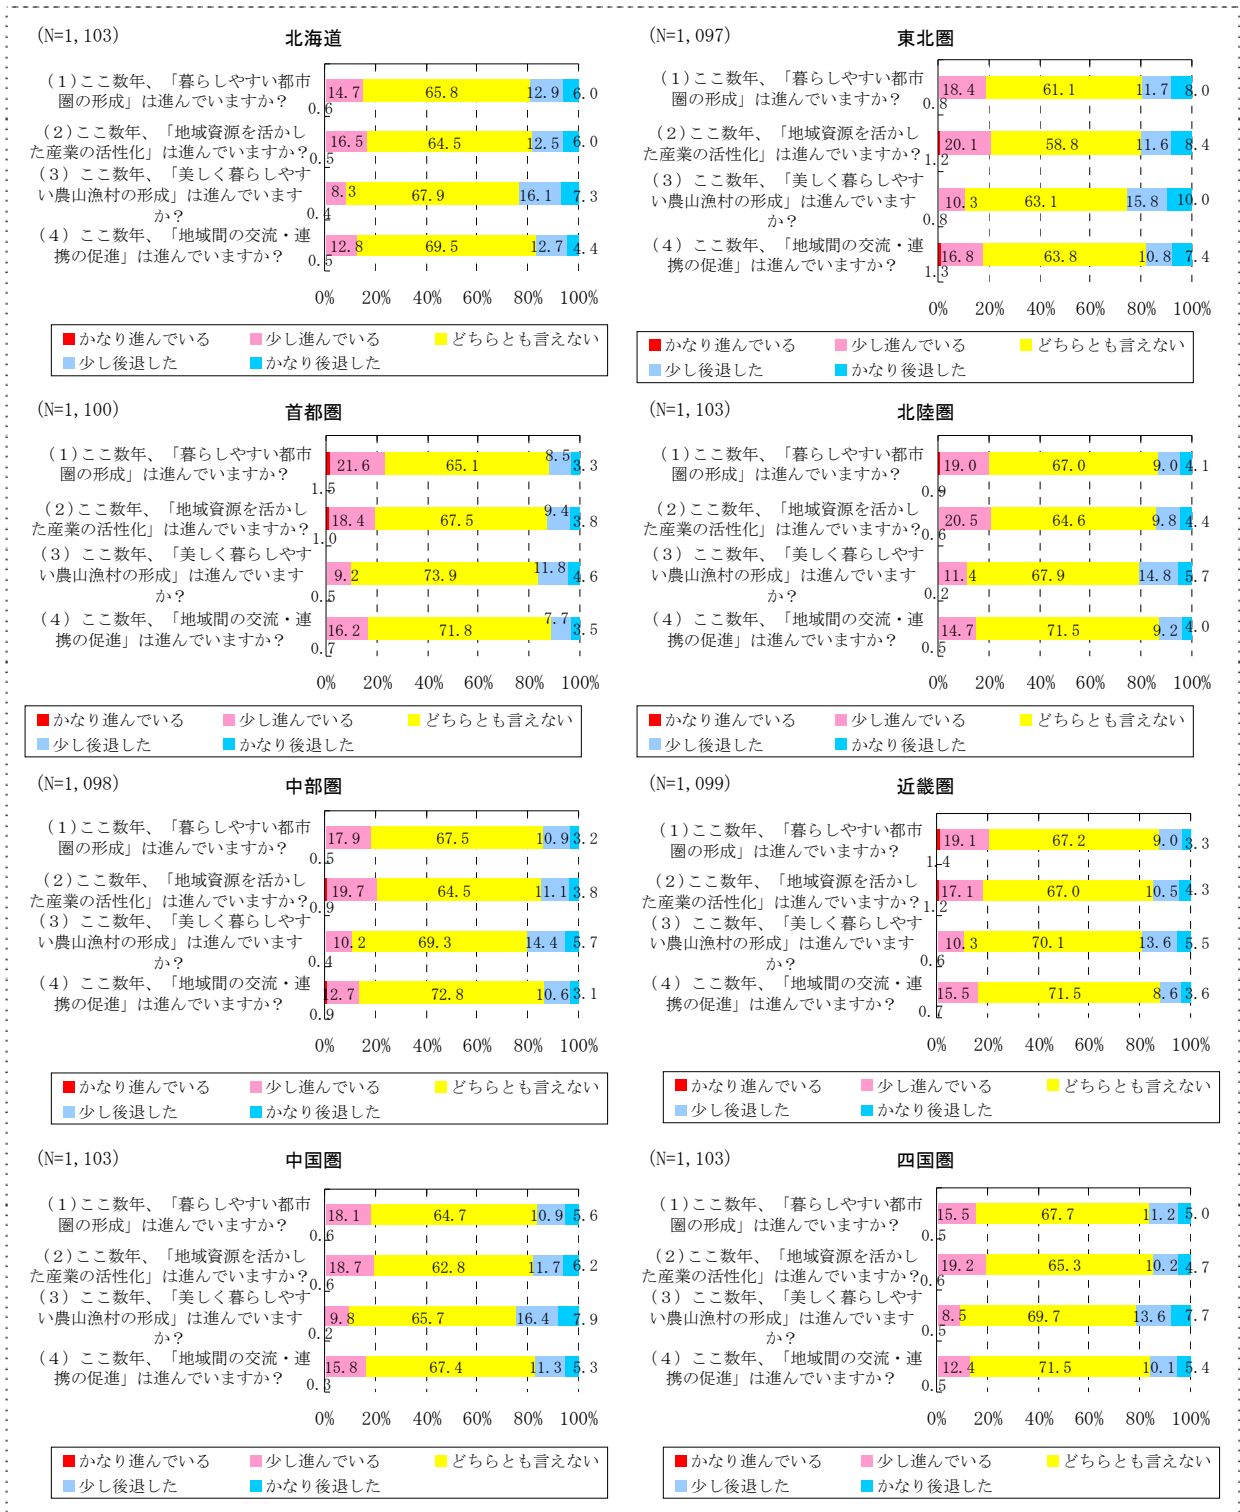 (N=1,103)
北海道
(1)ここ数年、「暮らしやすい都市
圏の形成」は進んでいますか?
0.6
14.7
65.8
12.9
6.0
(2)ここ数年、「地域資源を活かし
た産業の活性化」は進んでいますか?
0.5
16.5
64.5
12.5
6.0
(3)ここ数年、「美しく暮らしやす
い農山漁村の形成」は進んでいます
か?
0.4
8.3
67.9
16.1
7.3
(4)ここ数年、「地域間の交流・連
携の促進」は進んでいますか?
0.5
12.8
69.5
12.7
4.4
0% 20% 40% 60% 80% 100%
かなり進んでいる 少し進んでいる どちらとも言えない
少し後退した かなり後退した
(N=1,097)
東北圏
(1)ここ数年、「暮らしやすい都市
圏の形成」は進んでいますか?
0.8
18.4
61.1
11.7
8.0
(2)ここ数年、「地域資源を活かし
た産業の活性化」は進んでいますか?
1.2
20.1
58.8
11.6
8.4
(3)ここ数年、「美しく暮らしやす
い農山漁村の形成」は進んでいます
か?
0.8
10.3
63.1
15.8
10.0
(4)ここ数年、「地域間の交流・連
携の促進」は進んでいますか?
1.3
16.8
63.8
10.8
7.4
0% 20% 40% 60% 80% 100%
かなり進んでいる 少し進んでいる どちらとも言えない
少し後退した かなり後退した
(N=1,100)
首都圏
(1)ここ数年、「暮らしやすい都市
圏の形成」は進んでいますか?
1.5
21.6
65.1
8.5
3.3
(2)ここ数年、「地域資源を活かし
た産業の活性化」は進んでいますか?
1.0
18.4
67.5
9.4
3.8
(3)ここ数年、「美しく暮らしやす
い農山漁村の形成」は進んでいます
か?
0.5
9.2
73.9
11.8
4.6
(4)ここ数年、「地域間の交流・連
携の促進」は進んでいますか?
0.7
16.2
71.8
7.7
3.5
0% 20% 40% 60% 80% 100%
かなり進んでいる 少し進んでいる どちらとも言えない
少し後退した かなり後退した
(N=1,103)
北陸圏
(1)ここ数年、「暮らしやすい都市
圏の形成」は進んでいますか?
0.9
19.0
67.0
9.0
4.1
(2)ここ数年、「地域資源を活かし
た産業の活性化」は進んでいますか?
0.6
20.5
64.6
9.8
4.4
(3)ここ数年、「美しく暮らしやす
い農山漁村の形成」は進んでいます
か?
0.2
11.4
67.9
14.8
5.7
(4)ここ数年、「地域間の交流・連
携の促進」は進んでいますか?
0.5
14.7
71.5
9.2
4.0
0% 20% 40% 60% 80% 100%
かなり進んでいる 少し進んでいる どちらとも言えない
少し後退した かなり後退した
(N=1,098)
中部圏
(1)ここ数年、「暮らしやすい都市
圏の形成」は進んでいますか?
0.5
17.9
67.5
10.9
3.2
(2)ここ数年、「地域資源を活かし
た産業の活性化」は進んでいますか?
0.9
19.7
64.5
11.1
3.8
(3)ここ数年、「美しく暮らしやす
い農山漁村の形成」は進んでいます
か?
0.4
10.2
69.3
14.4
5.7
(4)ここ数年、「地域間の交流・連
携の促進」は進んでいますか?
0.9
12.7
72.8
10.6
3.1
0% 20% 40% 60% 80% 100%
かなり進んでいる 少し進んでいる どちらとも言えない
少し後退した かなり後退した
(N=1,099)
近畿圏
(1)ここ数年、「暮らしやすい都市
圏の形成」は進んでいますか?
1.4
19.1
67.2
9.0
3.3
(2)ここ数年、「地域資源を活かし
た産業の活性化」は進んでいますか?
1.2
17.1
67.0
10.5
4.3
(3)ここ数年、「美しく暮らしやす
い農山漁村の形成」は進んでいます
か?
0.6
10.3
70.1
13.6
5.5
(4)ここ数年、「地域間の交流・連
携の促進」は進んでいますか?
0.7
15.5
71.5
8.6
3.6
0% 20% 40% 60% 80% 100%
かなり進んでいる 少し進んでいる どちらとも言えない
少し後退した かなり後退した
(N=1,103)
中国圏
(1)ここ数年、「暮らしやすい都市
圏の形成」は進んでいますか?
0.6
18.1
64.7
10.9
5.6
(2)ここ数年、「地域資源を活かし
た産業の活性化」は進んでいますか?
0.6
18.7
62.8
11.7
6.2
(3)ここ数年、「美しく暮らしやす
い農山漁村の形成」は進んでいます
か?
0.2
9.8
65.7
16.4
7.9
(4)ここ数年、「地域間の交流・連
携の促進」は進んでいますか?
0.3
15.8
67.4
11.3
5.3
0% 20% 40% 60% 80% 100%
かなり進んでいる 少し進んでいる どちらとも言えない
少し後退した かなり後退した
(N=1,103)
四国圏
(1)ここ数年、「暮らしやすい都市
圏の形成」は進んでいますか?
0.5
15.5
67.7
11.2
5.0
(2)ここ数年、「地域資源を活かし
た産業の活性化」は進んでいますか?
0.6
19.2
65.3
10.2
4.7
(3)ここ数年、「美しく暮らしやす
い農山漁村の形成」は進んでいます
か?
0.5
8.5
69.7
13.6
7.7
(4)ここ数年、「地域間の交流・連
携の促進」は進んでいますか?
0.5
12.4
71.5
10.1
5.4
0% 20% 40% 60% 80% 100%
かなり進んでいる 少し進んでいる どちらとも言えない
少し後退した かなり後退した